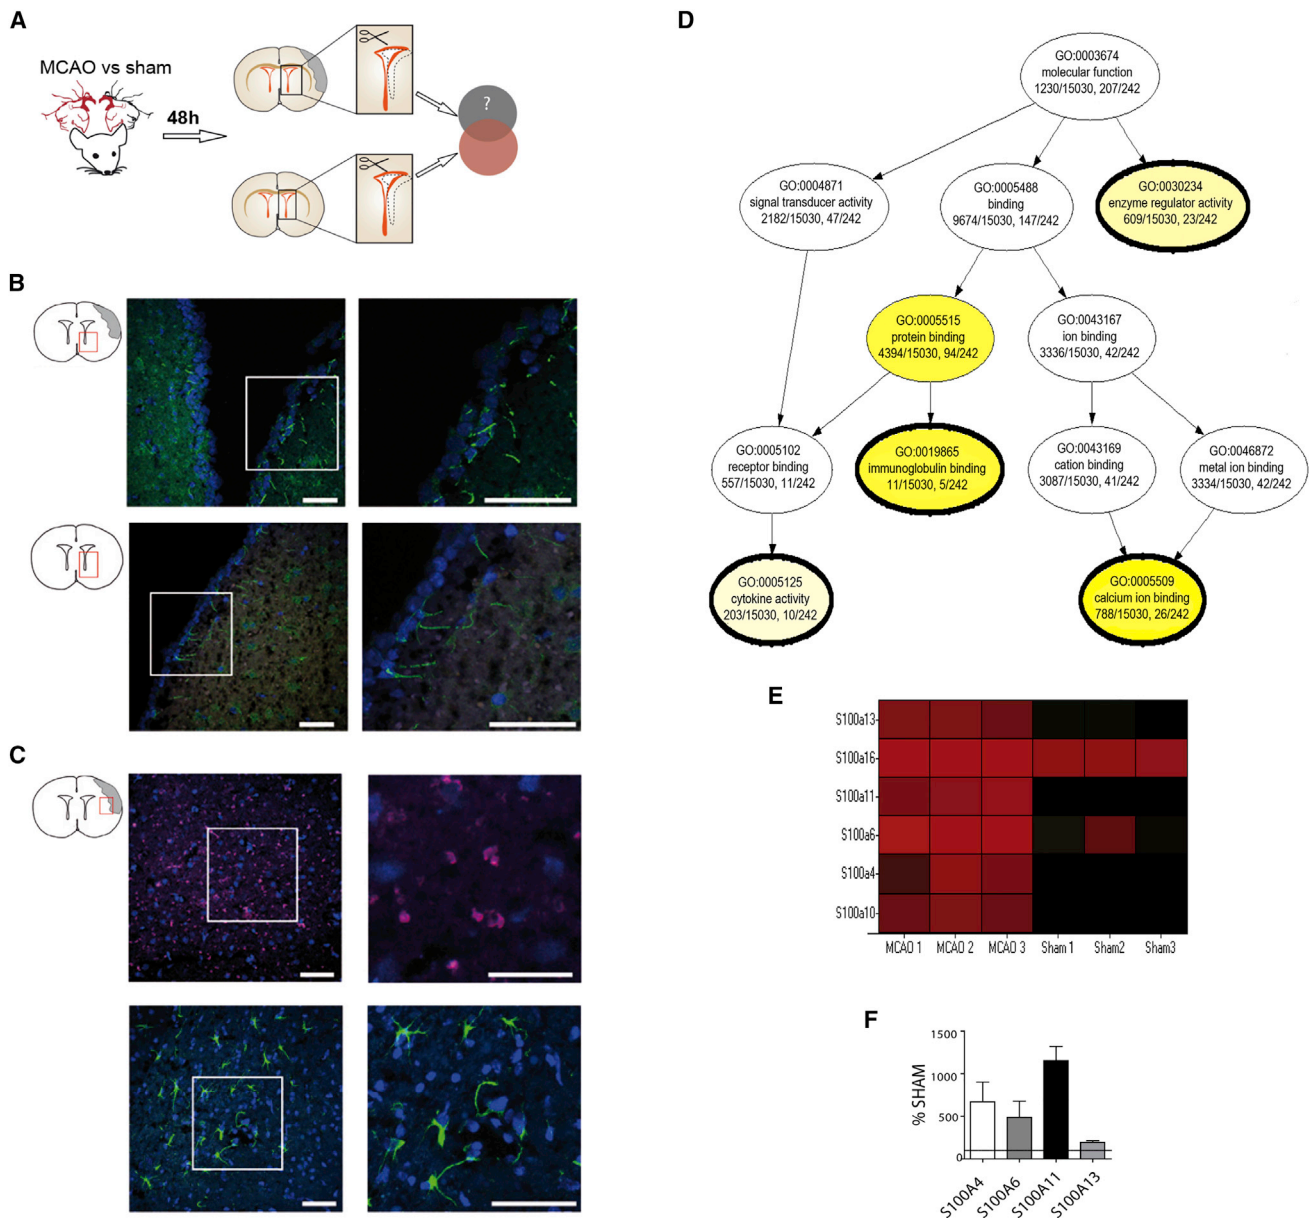 A
MCAO vs sham
48h
?
B
C
D
GO:0003674
molecular function
1230/15030, 207/242
GO:0004871
signal transducer activity
2182/15030, 47/242
GO:0005488
binding
9674/15030, 147/242
GO:0030234
enzyme regulator activity
609/15030, 23/242
GO:0005515
protein binding
4394/15030, 94/242
GO:0043167
ion binding
3336/15030, 42/242
GO:0005102
receptor binding
557/15030, 11/242
GO:0019865
immunoglobulin binding
11/15030, 5/242
GO:0043169
cation binding
3087/15030, 41/242
GO:0046872
metal ion binding
3334/15030, 42/242
GO:0005125
cytokine activity
203/15030, 10/242
GO:0005509
calcium ion binding
788/15030, 26/242
E
S100a13
S100a16
S100a11
S100a6
S100a4
S100a10
MCAO 1 MCAO 2 MCAO 3 Sham 1 Sham2 Sham3
F
% SHAM
1500
1000
500
0
S100A4 S100A6 S100A11 S100A13